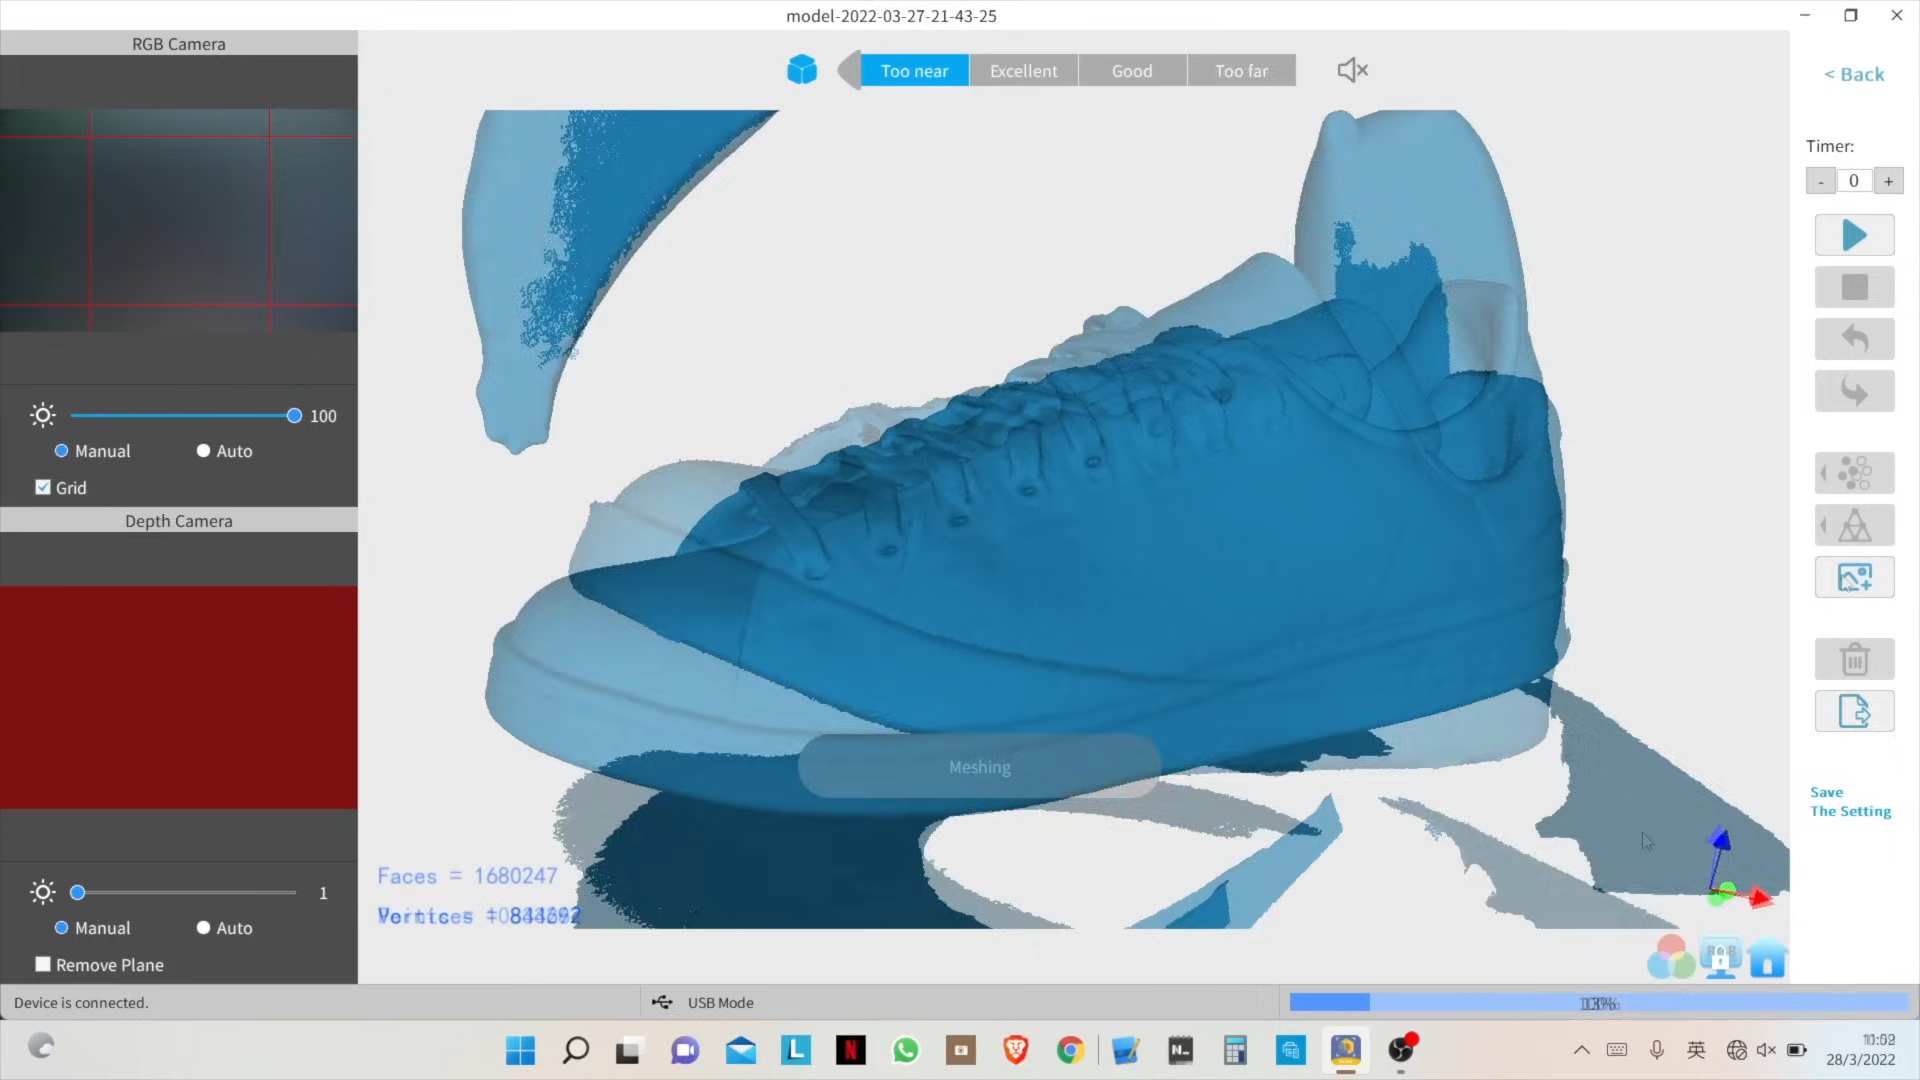 model-2022-03-27-21-43-25
RGB Camera
Too near
Excellent
Good
Too far
< Back
Timer:
- 0 +
100
Manual
Auto
Grid
Depth Camera
Meshing
Save
The Setting
Faces = 1680247
1
Manual
Auto
Remove Plane
Device is connected.
USB Mode
L
N
N
英
28/3/2022